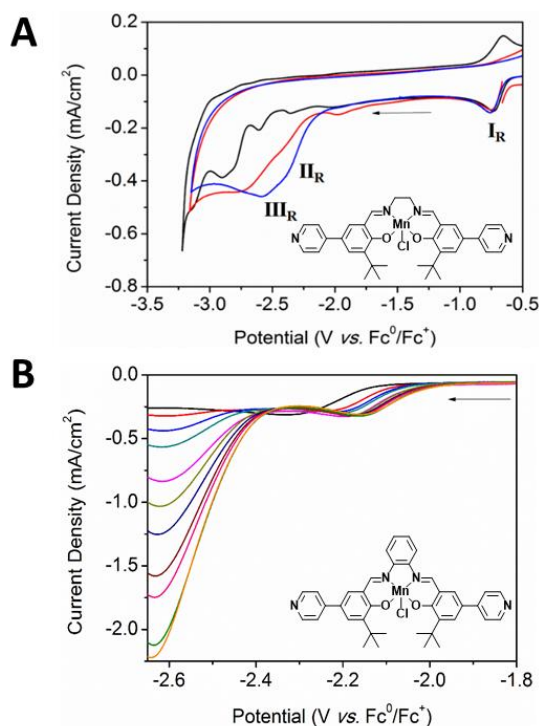 A
0.2
0.0
-0.2
-0.4
-0.6
-0.8
Current Density (mA/cm²)
I_R
II_R
III_R
N
N
N
Mn
O
O
Cl
N
-3.5 -3.0 -2.5 -2.0 -1.5 -1.0 -0.5
Potential (V vs. Fc⁰/Fc⁺)
B
0.0
-0.5
-1.0
-1.5
-2.0
Current Density (mA/cm²)
N
N
N
Mn
O
O
Cl
N
-2.6 -2.4 -2.2 -2.0 -1.8
Potential (V vs. Fc⁰/Fc⁺)